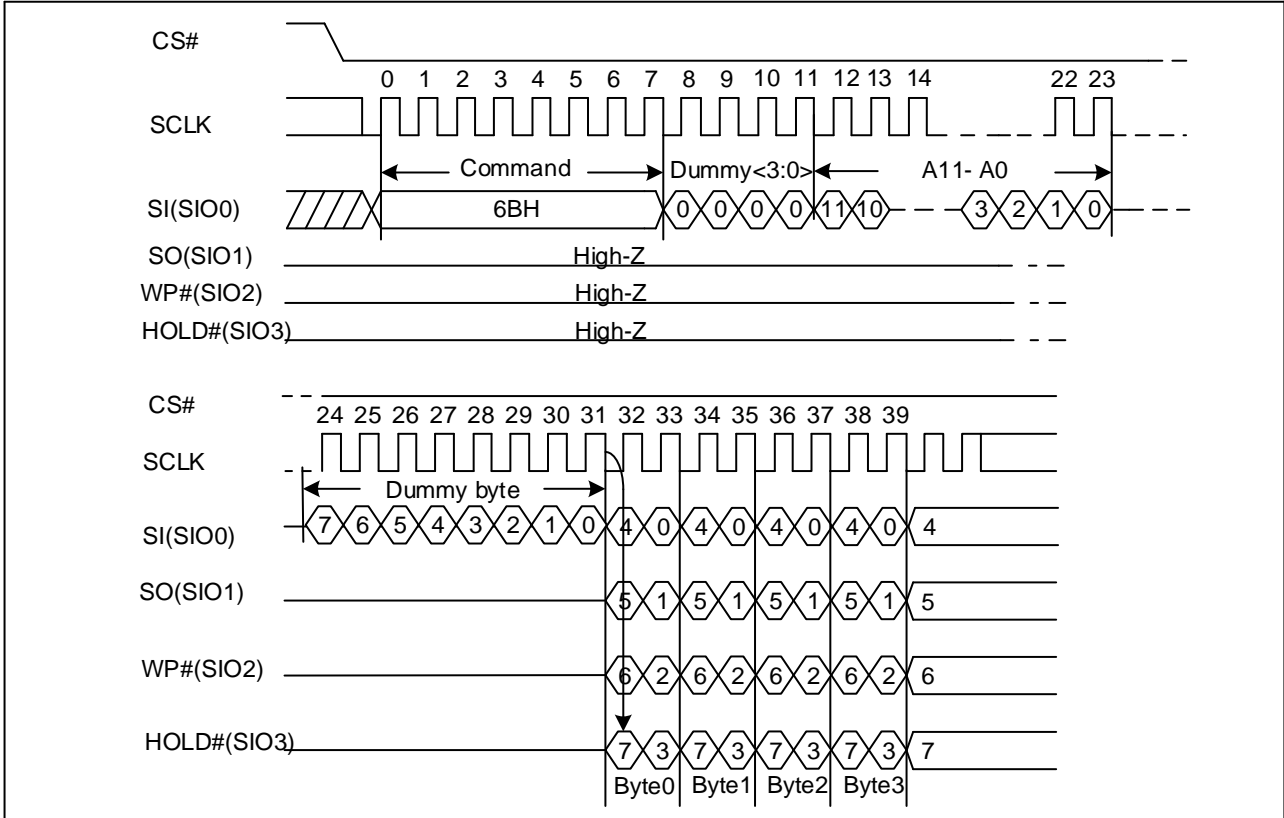 CS#
0 1 2 3 4 5 6 7 8 9 10 11 12 13 14 22 23
SCLK
Command Dummy<3:0> A11- A0
SI(SIO0) 6BH 0 0 0 0 11 10 3 2 1 0
SO(SIO1) High-Z
WP#(SIO2) High-Z
HOLD#(SIO3) High-Z
CS#
24 25 26 27 28 29 30 31 32 33 34 35 36 37 38 39
SCLK
Dummy byte
SI(SIO0) 7 6 5 4 3 2 1 0 4 0 4 0 4 0 4 0 4
SO(SIO1) 5 1 5 1 5 1 5 1 5
WP#(SIO2) 6 2 6 2 6 2 6 2 6
HOLD#(SIO3) 7 3 7 3 7 3 7 3 7
Byte0 Byte1 Byte2 Byte3